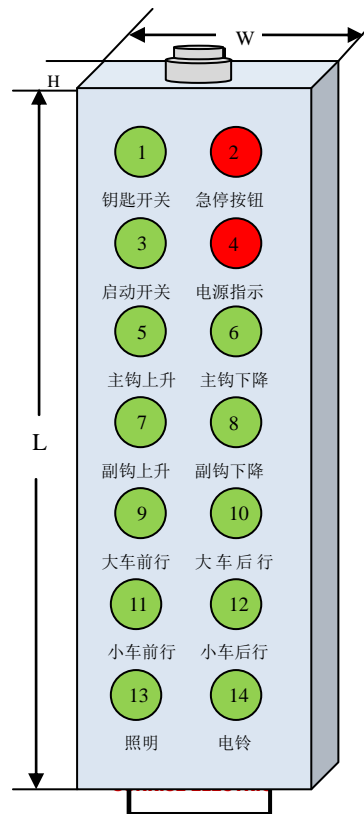 W
H
1 2
钥匙开关 急停按钮
3 4
启动开关 电源指示
5 6
主钩上升 主钩下降
7 8
副钩上升 副钩下降
L
9 10
大车前行 大车后行
11 12
小车前行 小车后行
13 14
照明 电铃